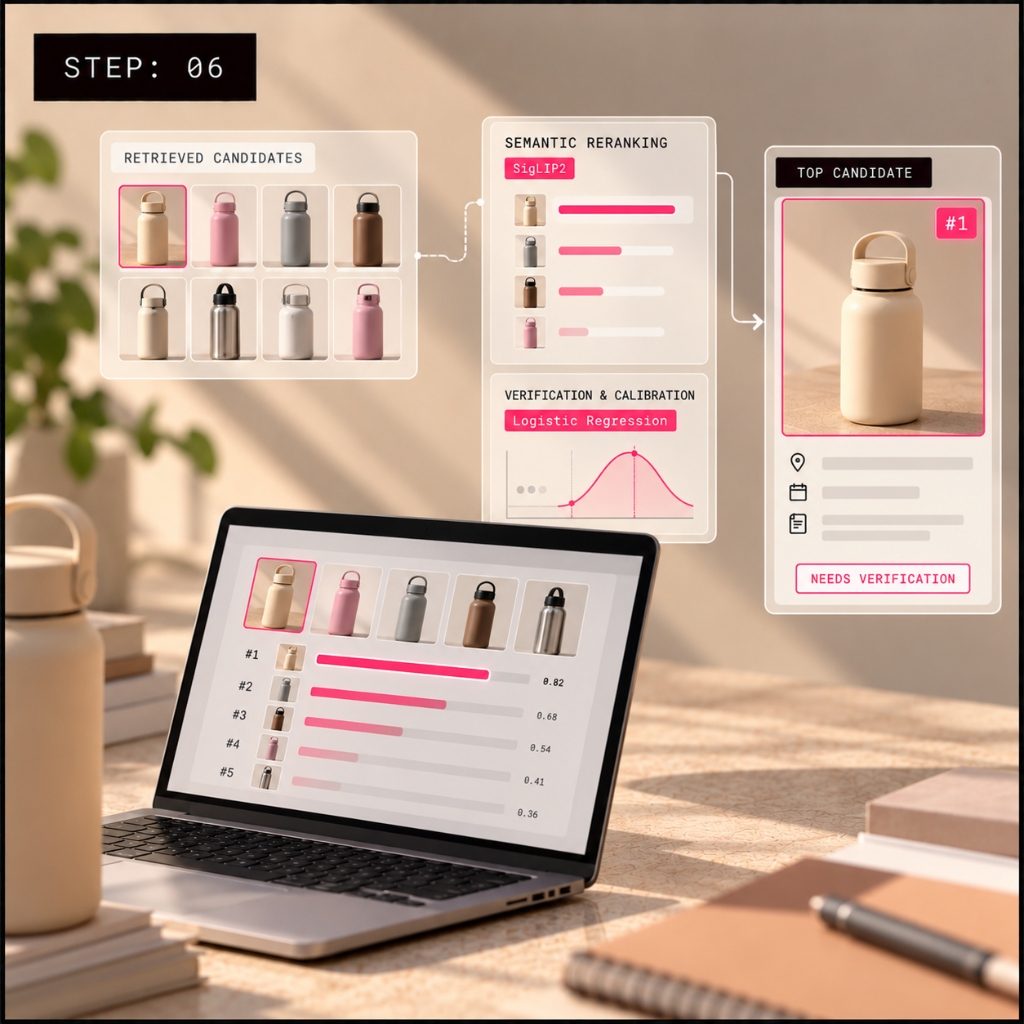 STEP: 06
RETRIEVED CANDIDATES
SEMANTIC RERANKING
SigLIP2
VERIFICATION & CALIBRATION
Logistic Regression
TOP CANDIDATE
#1
NEEDS VERIFICATION
#1
0.82
#2
0.68
#3
0.54
#4
0.41
#5
0.36